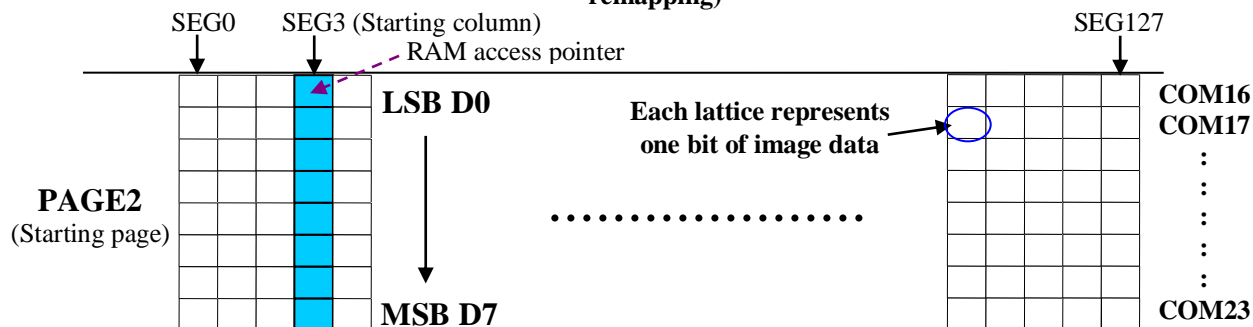 remapping)
SEG0 SEG3 (Starting column) SEG127
RAM access pointer
LSB D0
Each lattice represents
one bit of image data
COM16
COM17
:
:
:
:
:
PAGE2
(Starting page)
.....................
MSB D7
COM23